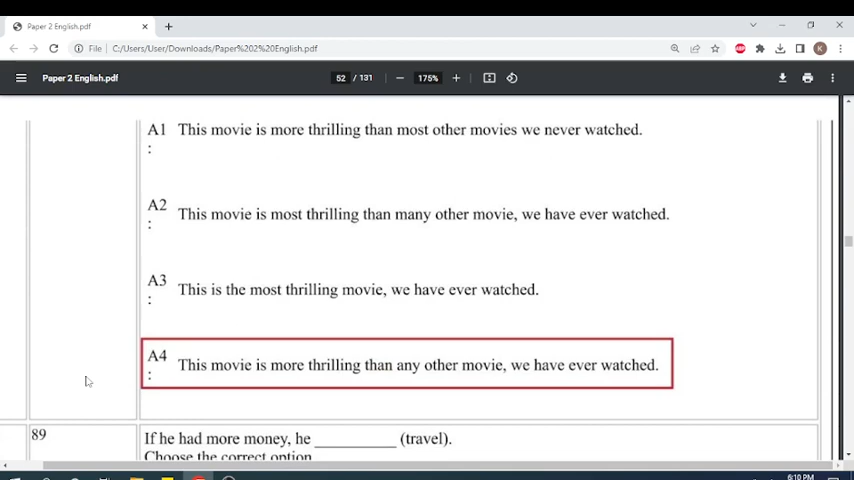 Paper 2 English.pdf
File C:/Users/User/Downloads/Paper%202%20English.pdf
ABP
K
Paper 2 English.pdf 52 / 131 175%
A1 This movie is more thrilling than most other movies we never watched.
:
A2 This movie is most thrilling than many other movie, we have ever watched.
:
A3 This is the most thrilling movie, we have ever watched.
:
A4 This movie is more thrilling than any other movie, we have ever watched.
:
89 If he had more money, he __________ (travel).
Choose the correct option
6:10 PM